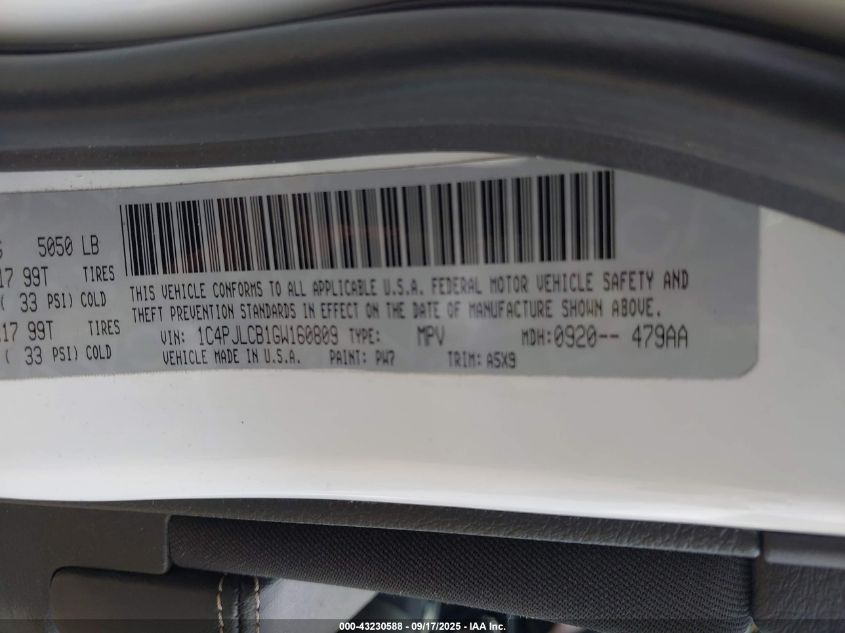 5050 LB
17 99T TIRES
( 33 PSI) COLD
17 99T TIRES
( 33 PSI) COLD
THIS VEHICLE CONFORMS TO ALL APPLICABLE U.S.A. FEDERAL MOTOR VEHICLE SAFETY AND
THEFT PREVENTION STANDARDS IN EFFECT ON THE DATE OF MANUFACTURE SHOWN ABOVE.
VIN: 1C4PJLCB1GW160809 TYPE: MPV MDH:0920-- 479AA
VEHICLE MADE IN U.S.A. PAINT: PW7 TRIM: A5X9
000-43230588 - 09/17/2025 - IAA Inc.